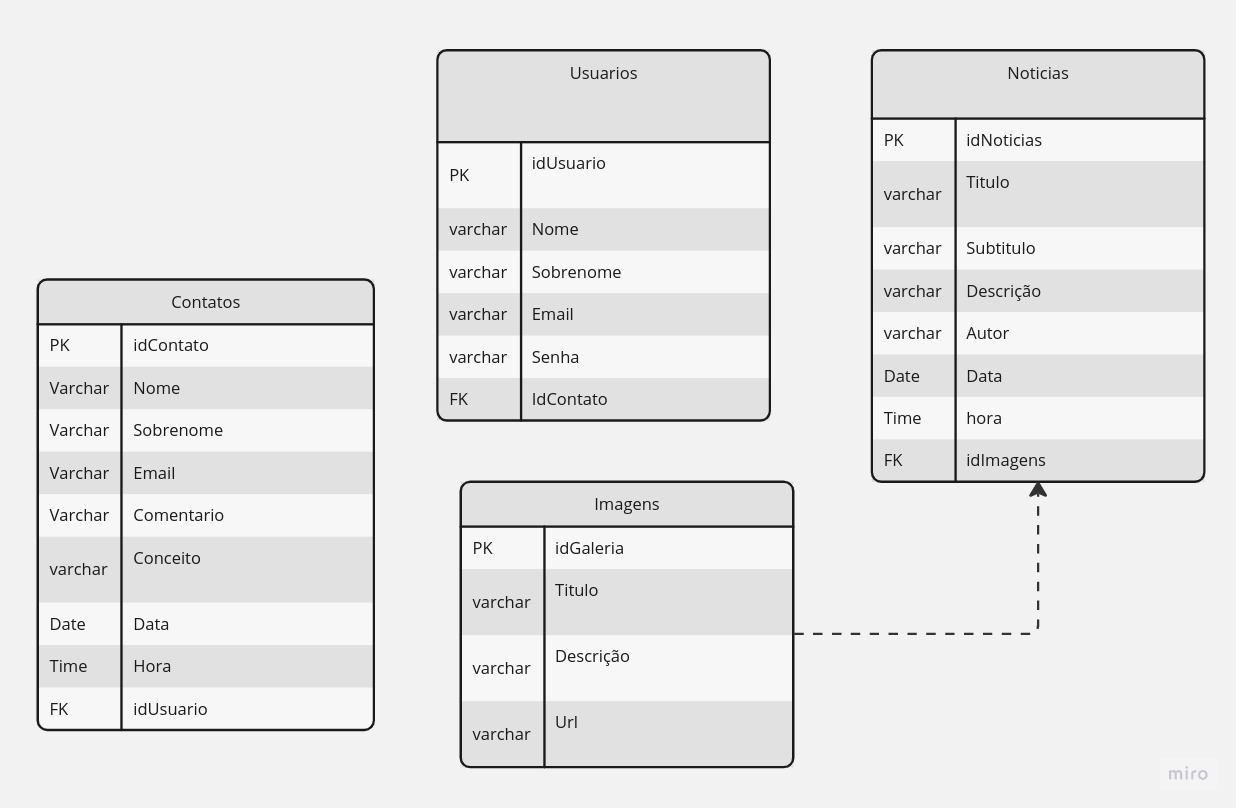 Usuarios
PK idUsuario
varchar Nome
varchar Sobrenome
varchar Email
varchar Senha
FK IdContato
Noticias
PK idNoticias
varchar Titulo
varchar Subtitulo
varchar Descrição
varchar Autor
Date Data
Time hora
FK idImagens
Contatos
PK idContato
Varchar Nome
Varchar Sobrenome
Varchar Email
Varchar Comentario
varchar Conceito
Date Data
Time Hora
FK idUsuario
Imagens
PK idGaleria
varchar Titulo
varchar Descrição
varchar Url
miro